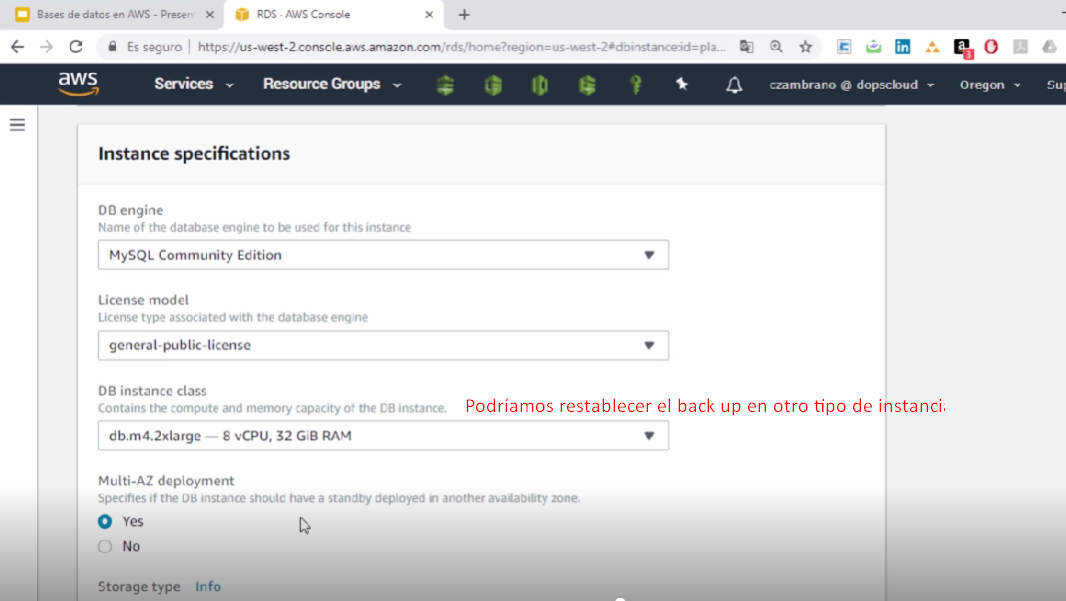 Bases de datos en AWS - Present
RDS - AWS Console
Es seguro
https://us-west-2.console.aws.amazon.com/rds/home?region=us-west-2#dbinstance:id=pla...
aws
Services
Resource Groups
czambrano @ dopscloud
Oregon
Sup
Instance specifications
DB engine
Name of the database engine to be used for this instance
MySQL Community Edition
License model
License type associated with the database engine
general-public-license
DB instance class
Contains the compute and memory capacity of the DB instance.
Podríamos restablecer el back up en otro tipo de instancia
db.m4.2xlarge — 8 vCPU, 32 GiB RAM
Multi-AZ deployment
Specifies if the DB instance should have a standby deployed in another availability zone.
Yes
No
Storage type Info